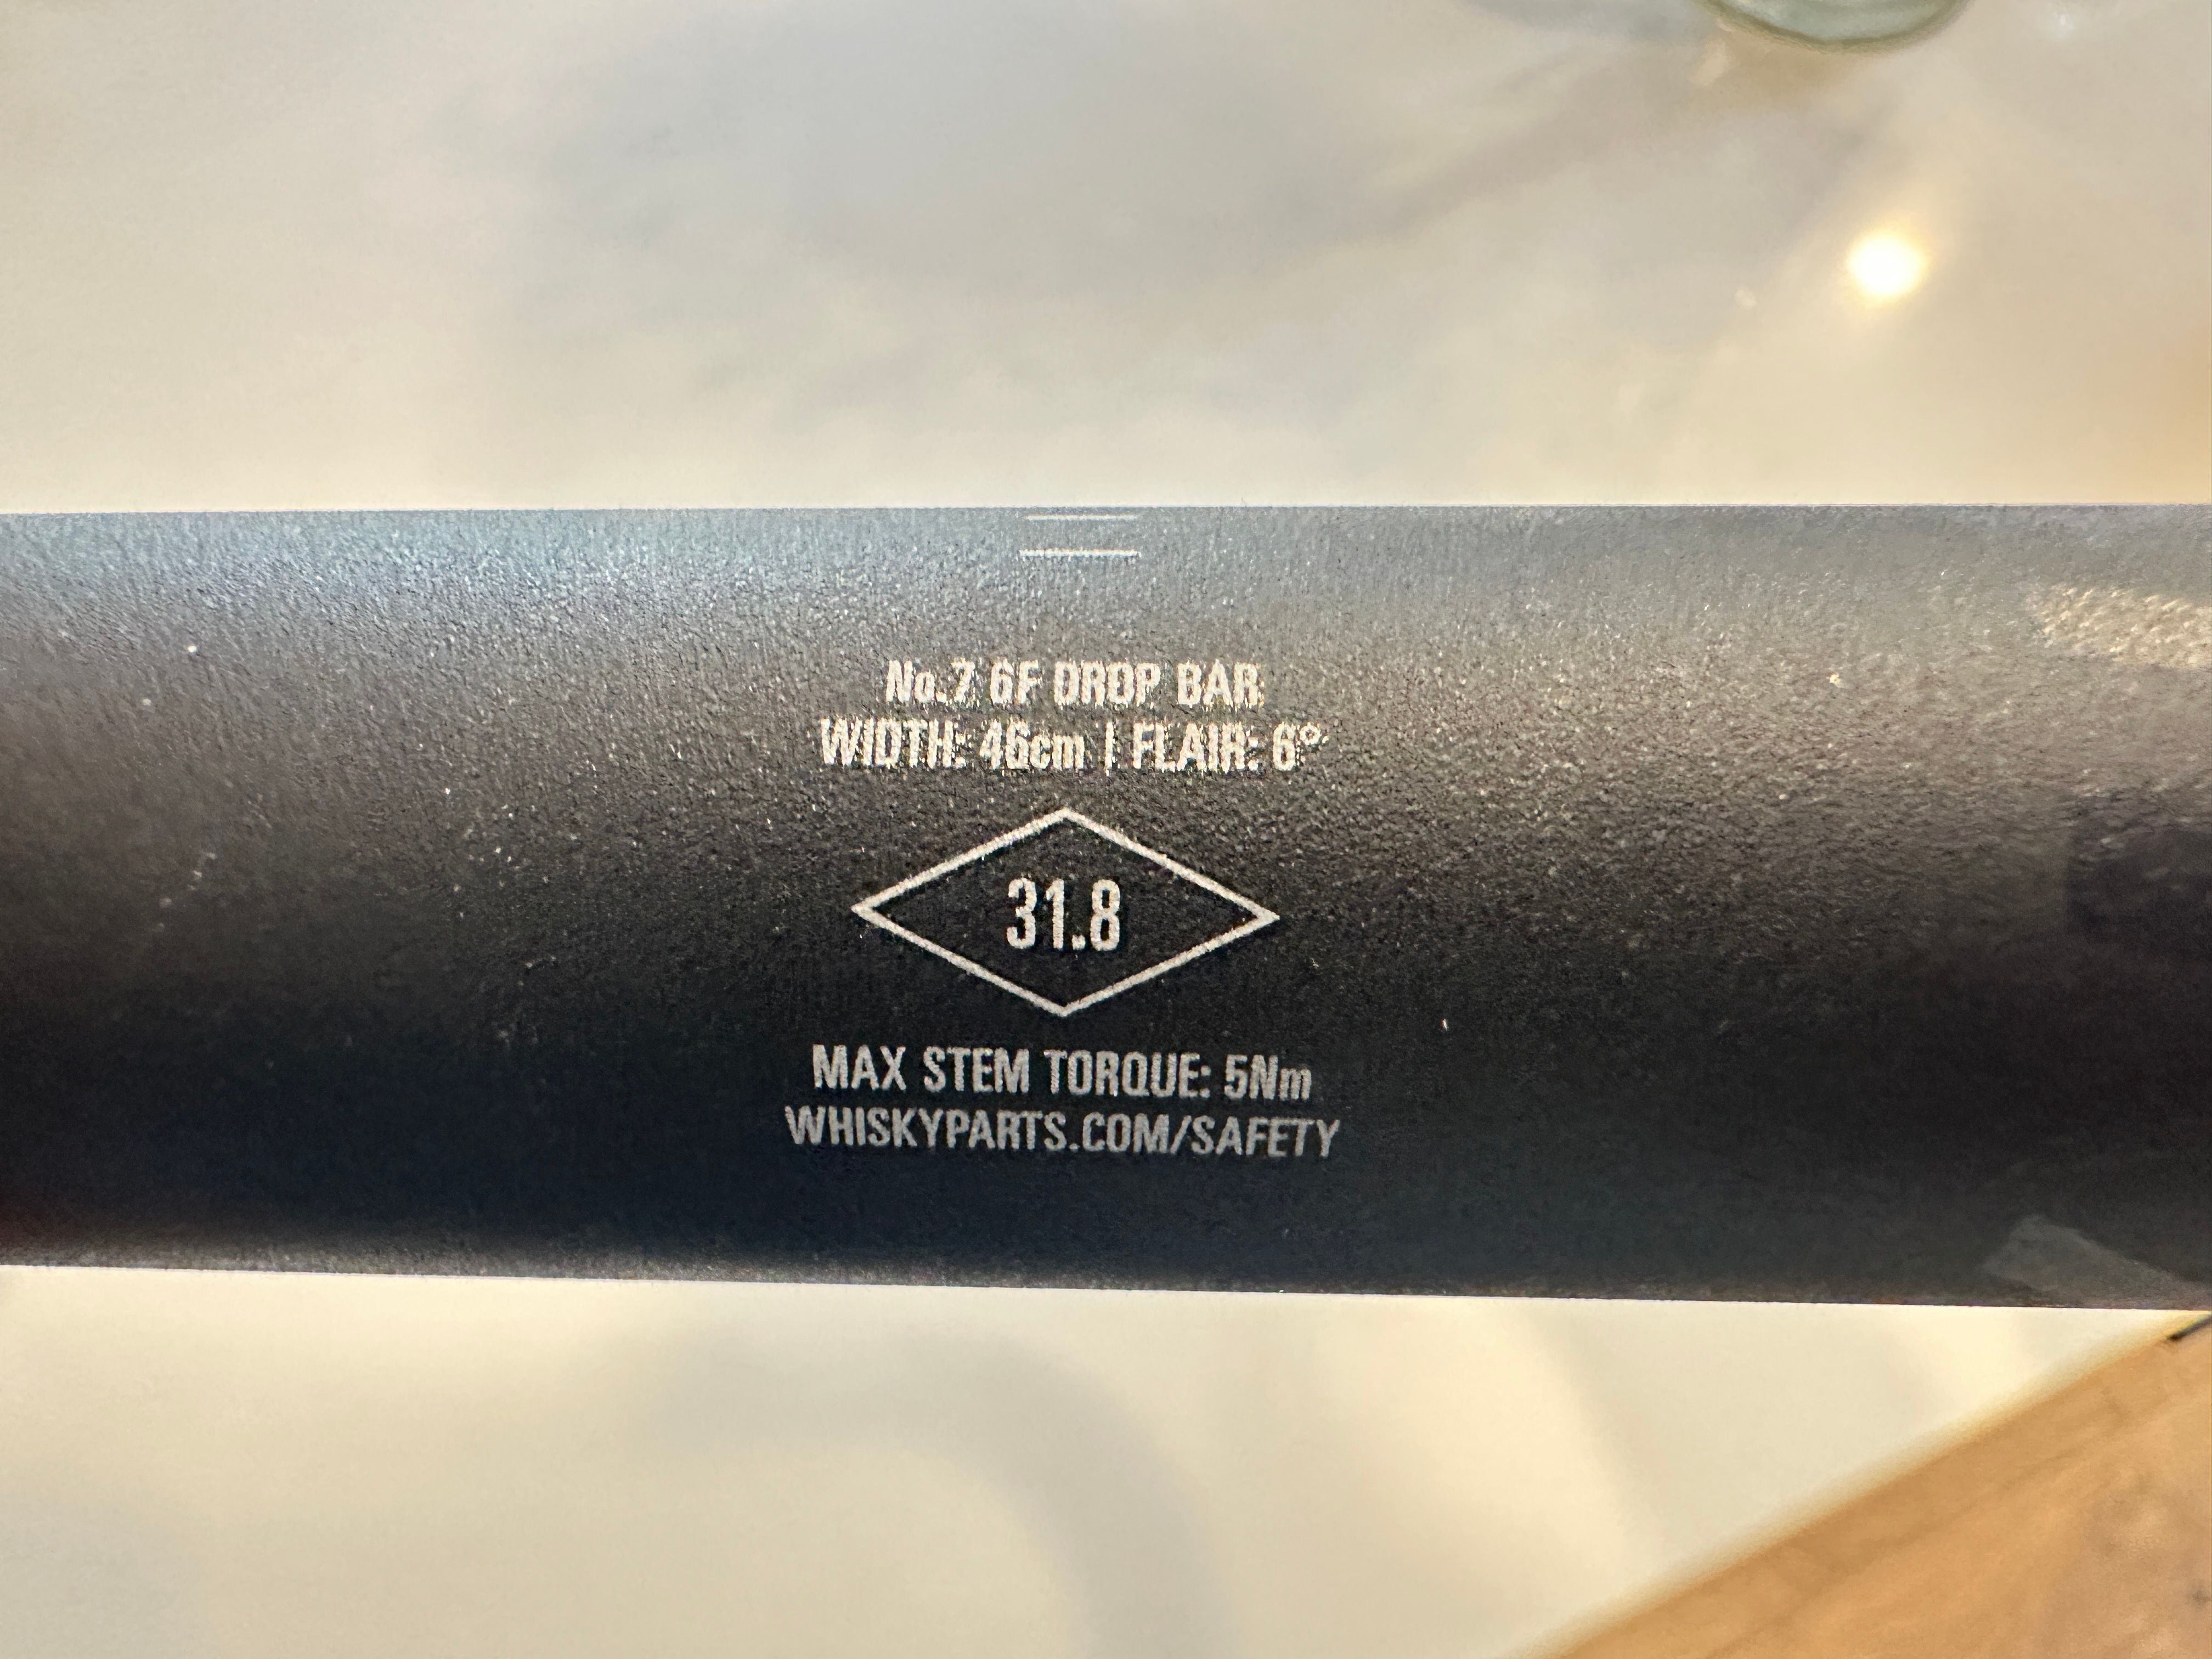 No.7 6F DROP BAR
WIDTH: 46cm | FLAIR: 6°
31.8
MAX STEM TORQUE: 5Nm
WHISKYPARTS.COM/SAFETY